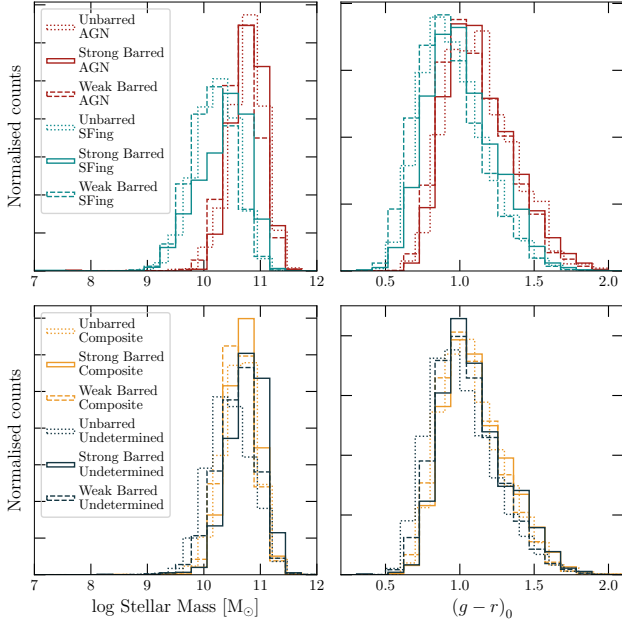 Normalised counts
Unbarred
AGN
Strong Barred
AGN
Weak Barred
AGN
Unbarred
SFing
Strong Barred
SFing
Weak Barred
SFing
7 8 9 10 11 12
0.5 1.0 1.5 2.0
Normalised counts
Unbarred
Composite
Strong Barred
Composite
Weak Barred
Composite
Unbarred
Undetermined
Strong Barred
Undetermined
Weak Barred
Undetermined
7 8 9 10 11 12
0.5 1.0 1.5 2.0
log Stellar Mass [M☉]
(g − r)₀